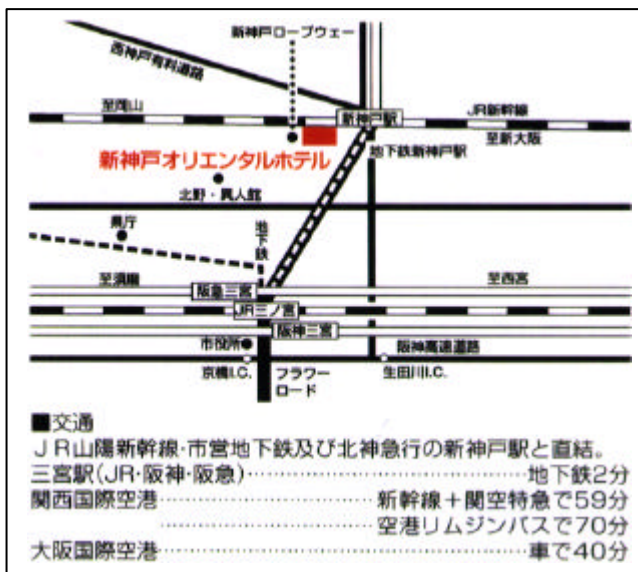 新神戸ロープウェー
西神戸有料道路
至岡山
JR新幹線
新神戸駅
至新大阪
地下鉄新神戸駅
新神戸オリエンタルホテル
北野・異人館
県庁
地下鉄
至須磨
至西宮
阪急三宮
JR三ノ宮
阪神三宮
市役所
阪神高速道路
京橋I.C.
フラワーロード
生田川I.C.
■交通
JR山陽新幹線・市営地下鉄及び北神急行の新神戸駅と直結。
三宮駅(JR・阪神・阪急)……………………地下鉄2分
関西国際空港……………………新幹線+関空特急で59分
……………………空港リムジンバスで70分
大阪国際空港……………………車で40分